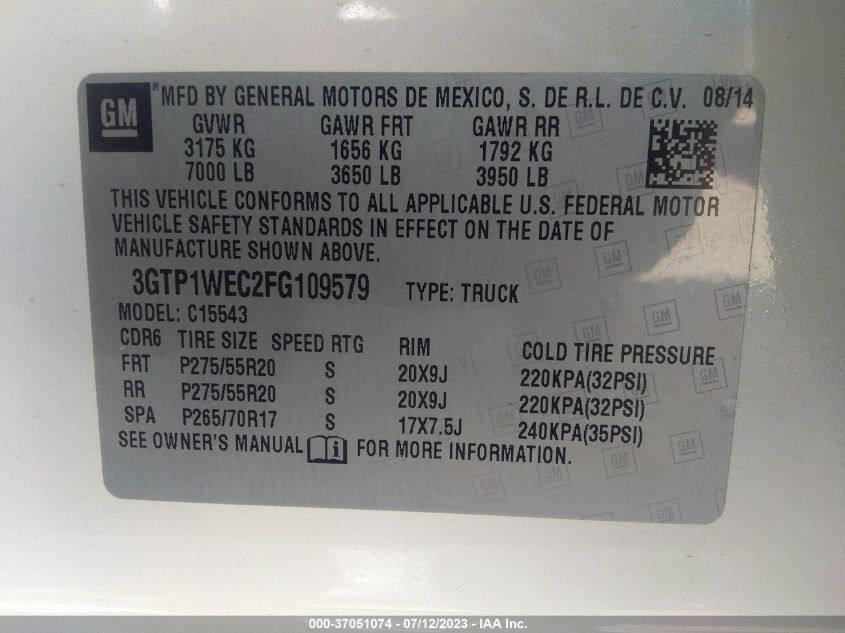 GM ® MFD BY GENERAL MOTORS DE MEXICO, S. DE R.L. DE C.V. 08/14
GVWR GAWR FRT GAWR RR
3175 KG 1656 KG 1792 KG
7000 LB 3650 LB 3950 LB
THIS VEHICLE CONFORMS TO ALL APPLICABLE U.S. FEDERAL MOTOR
VEHICLE SAFETY STANDARDS IN EFFECT ON THE DATE OF
MANUFACTURE SHOWN ABOVE.
3GTP1WEC2FG109579 TYPE: TRUCK
MODEL: C15543
CDR6 TIRE SIZE SPEED RTG RIM COLD TIRE PRESSURE
FRT P275/55R20 S 20X9J 220KPA(32PSI)
RR P275/55R20 S 20X9J 220KPA(32PSI)
SPA P265/70R17 S 17X7.5J 240KPA(35PSI)
SEE OWNER'S MANUAL i FOR MORE INFORMATION.
000-37051074 - 07/12/2023 - IAA Inc.